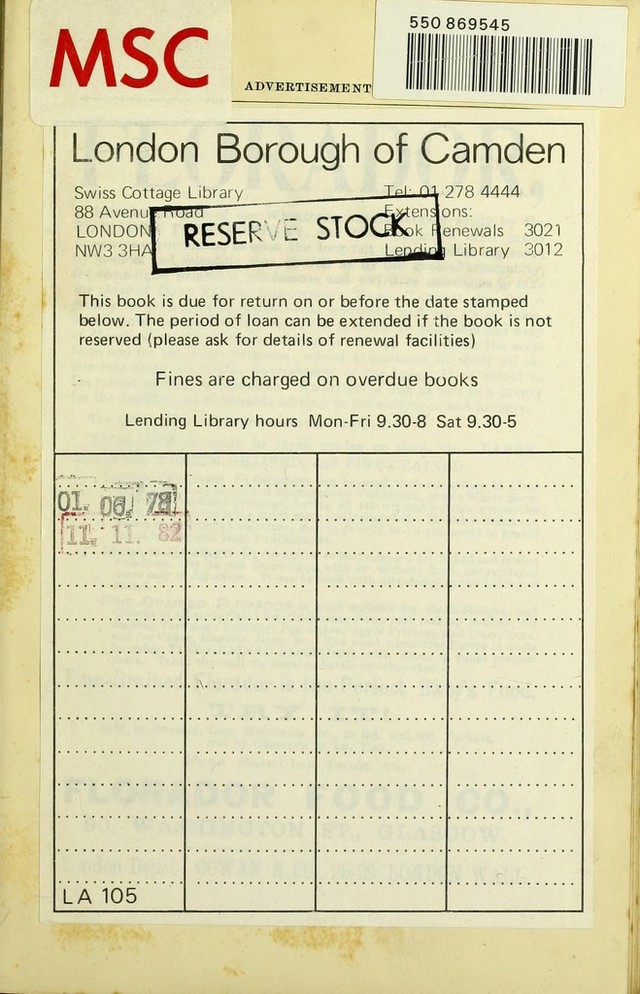 MSC
550 869545
ADVERTISEMENT
London Borough of Camden
Swiss Cottage Library
Tel: 01 278 4444
88 Avenue Road
Extensions:
LONDON
Book Renewals 3021
NW3 3HA
Lending Library 3012
RESERVE STOCK
This book is due for return on or before the date stamped
below. The period of loan can be extended if the book is not
reserved (please ask for details of renewal facilities)
Fines are charged on overdue books
Lending Library hours Mon-Fri 9.30-8 Sat 9.30-5
01. 06. 78
11. 11. 82
FLORADOR FOOD CO.,
LA 105